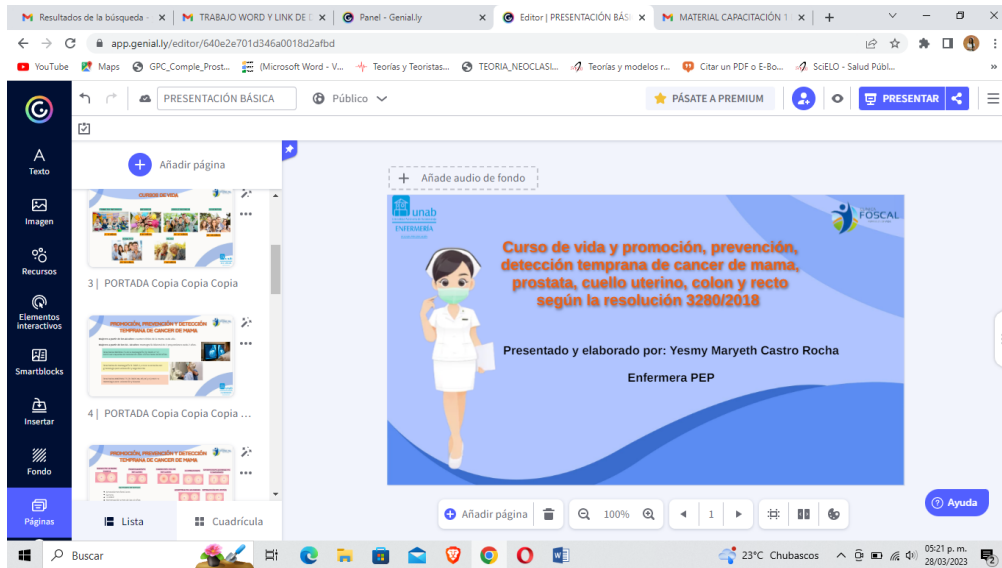 Resultados de la búsqueda -
TRABAJO WORD Y LINK DE
Panel - Genial.ly
Editor | PRESENTACIÓN BÁS
MATERIAL CAPACITACIÓN 1
app.genial.ly/editor/640e2e701d346a0018d2afbd
YouTube
Maps
GPC_Comple_Prost...
(Microsoft Word - V...
Teorías y Teoristas...
TEORIA_NEOCLASI...
Teorías y modelos r...
Citar un PDF o E-Bo...
SciELO - Salud Públ...
»
PRESENTACIÓN BÁSICA
Público
PÁSATE A PREMIUM
PRESENTAR
Texto
Imagen
Recursos
Elementos
interactivos
Smartblocks
Insertar
Fondo
Páginas
Añadir página
CURSOS DE VIDA
3 | PORTADA Copia Copia Copia
PROMOCIÓN, PREVENCIÓN Y DETECCIÓN
TEMPRANA DE CANCER DE MAMA
4 | PORTADA Copia Copia Copia ...
PROMOCIÓN, PREVENCIÓN Y DETECCIÓN
TEMPRANA DE CANCER DE MAMA
Lista
Cuadrícula
Añade audio de fondo
unab
ENFERMERÍA
FOSCAL
Curso de vida y promoción, prevención,
detección temprana de cancer de mama,
prostata, cuello uterino, colon y recto
según la resolución 3280/2018
Presentado y elaborado por: Yesmy Maryeth Castro Rocha
Enfermera PEP
Añadir página
100%
1
Ayuda
Buscar
23°C Chubascos
05:21 p. m.
28/03/2023
2